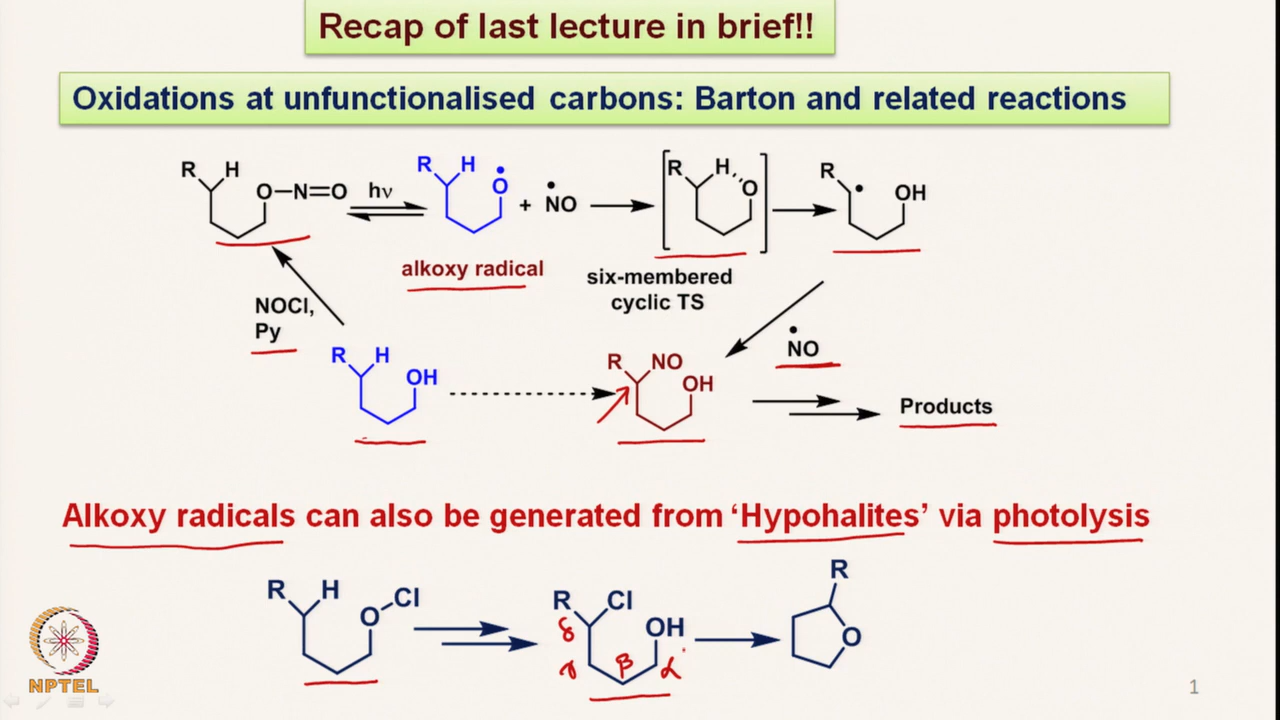 Recap of last lecture in brief!!
Oxidations at unfunctionalised carbons: Barton and related reactions
R H O–N=O hν R H O + NO R H O R OH
alkoxy radical
six-membered
cyclic TS
NOCl,
Py
NO
R H OH
R NO OH
Products
Alkoxy radicals can also be generated from ‘Hypohalites’ via photolysis
R H O Cl
R Cl OH
δ γ β α
R O
NPTEL
1